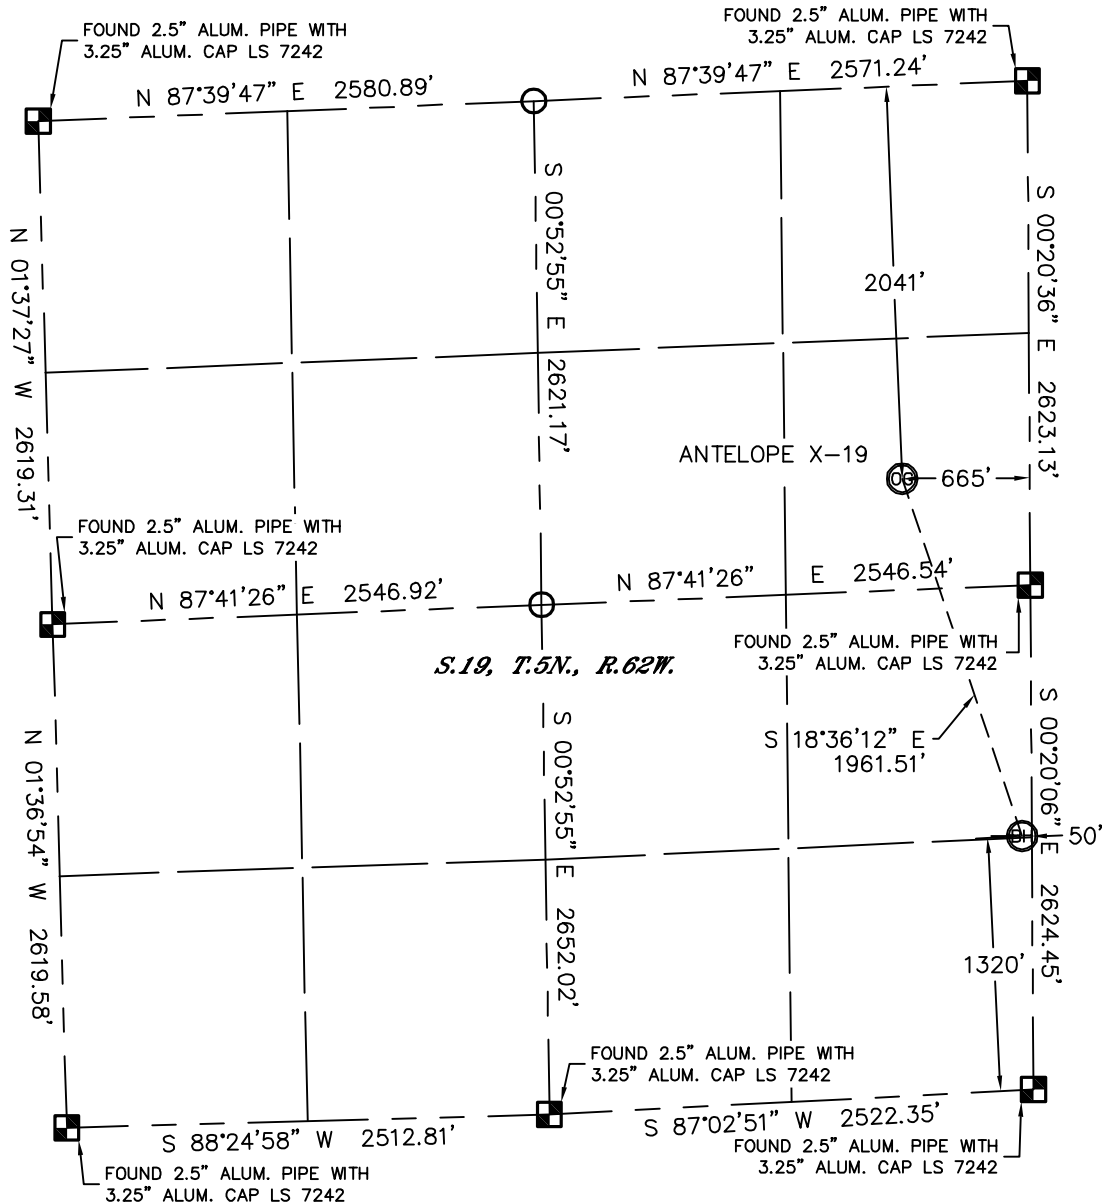 FOUND 2.5" ALUM. PIPE WITH
3.25" ALUM. CAP LS 7242
FOUND 2.5" ALUM. PIPE WITH
3.25" ALUM. CAP LS 7242
N 87°39'47" E 2580.89'
N 87°39'47" E 2571.24'
N 01°37'27" W 2619.31'
S 00°52'55" E 2621.17'
2041'
S 00°20'36" E 2623.13'
ANTELOPE X-19
OG
665'
FOUND 2.5" ALUM. PIPE WITH
3.25" ALUM. CAP LS 7242
N 87°41'26" E 2546.92'
N 87°41'26" E 2546.54'
FOUND 2.5" ALUM. PIPE WITH
3.25" ALUM. CAP LS 7242
S.19, T.5N., R.62W.
N 01°36'54" W 2619.58'
S 00°52'55" E 2652.02'
S 18°36'12" E
1961.51'
S 00°20'06" E 2624.45'
BH
50'
1320'
FOUND 2.5" ALUM. PIPE WITH
3.25" ALUM. CAP LS 7242
S 88°24'58" W 2512.81'
S 87°02'51" W 2522.35'
FOUND 2.5" ALUM. PIPE WITH
3.25" ALUM. CAP LS 7242
FOUND 2.5" ALUM. PIPE WITH
3.25" ALUM. CAP LS 7242